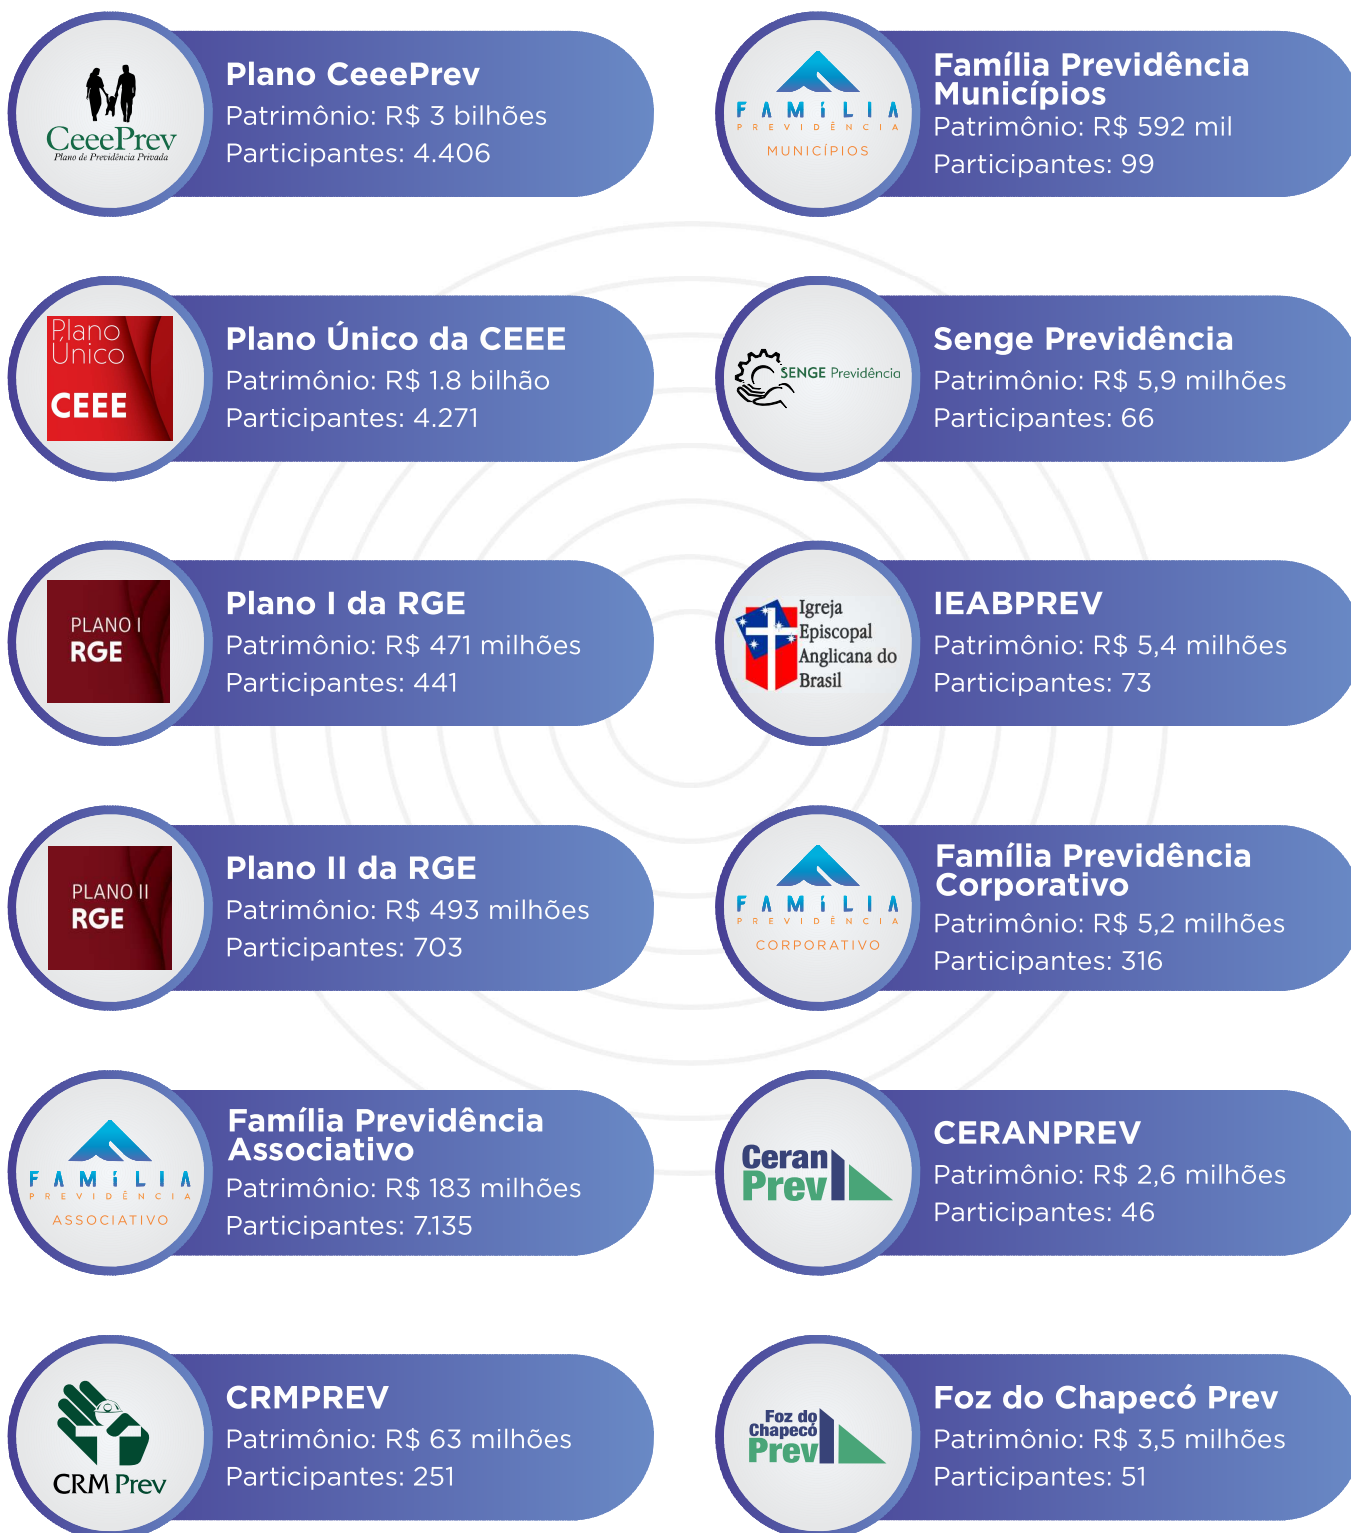 CeeePrev
Plano de Previdência Privada
Plano CeeePrev
Patrimônio: R$ 3 bilhões
Participantes: 4.406
FAMÍLIA
PREVIDÊNCIA
MUNICÍPIOS
Família Previdência
Municípios
Patrimônio: R$ 592 mil
Participantes: 99
Plano
Único
CEEE
Plano Único da CEEE
Patrimônio: R$ 1.8 bilhão
Participantes: 4.271
SENGE Previdência
Senge Previdência
Patrimônio: R$ 5,9 milhões
Participantes: 66
PLANO I
RGE
Plano I da RGE
Patrimônio: R$ 471 milhões
Participantes: 441
Igreja
Episcopal
Anglicana do
Brasil
IEABPREV
Patrimônio: R$ 5,4 milhões
Participantes: 73
PLANO II
RGE
Plano II da RGE
Patrimônio: R$ 493 milhões
Participantes: 703
FAMÍLIA
PREVIDÊNCIA
CORPORATIVO
Família Previdência
Corporativo
Patrimônio: R$ 5,2 milhões
Participantes: 316
FAMÍLIA
PREVIDÊNCIA
ASSOCIATIVO
Família Previdência
Associativo
Patrimônio: R$ 183 milhões
Participantes: 7.135
Ceran
Prev
CERANPREV
Patrimônio: R$ 2,6 milhões
Participantes: 46
CRM Prev
CRMPREV
Patrimônio: R$ 63 milhões
Participantes: 251
Foz do
Chapecó
Prev
Foz do Chapecó Prev
Patrimônio: R$ 3,5 milhões
Participantes: 51